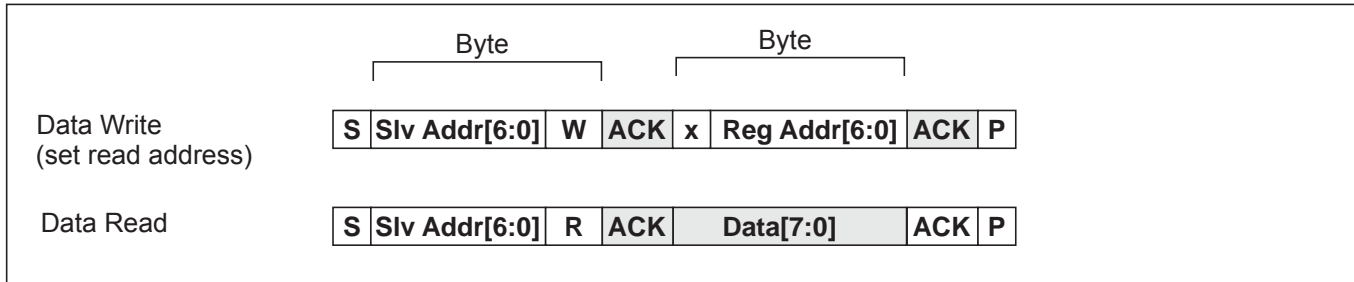 Byte Byte
Data Write S Slv Addr[6:0] W ACK x Reg Addr[6:0] ACK P
(set read address)
Data Read S Slv Addr[6:0] R ACK Data[7:0] ACK P